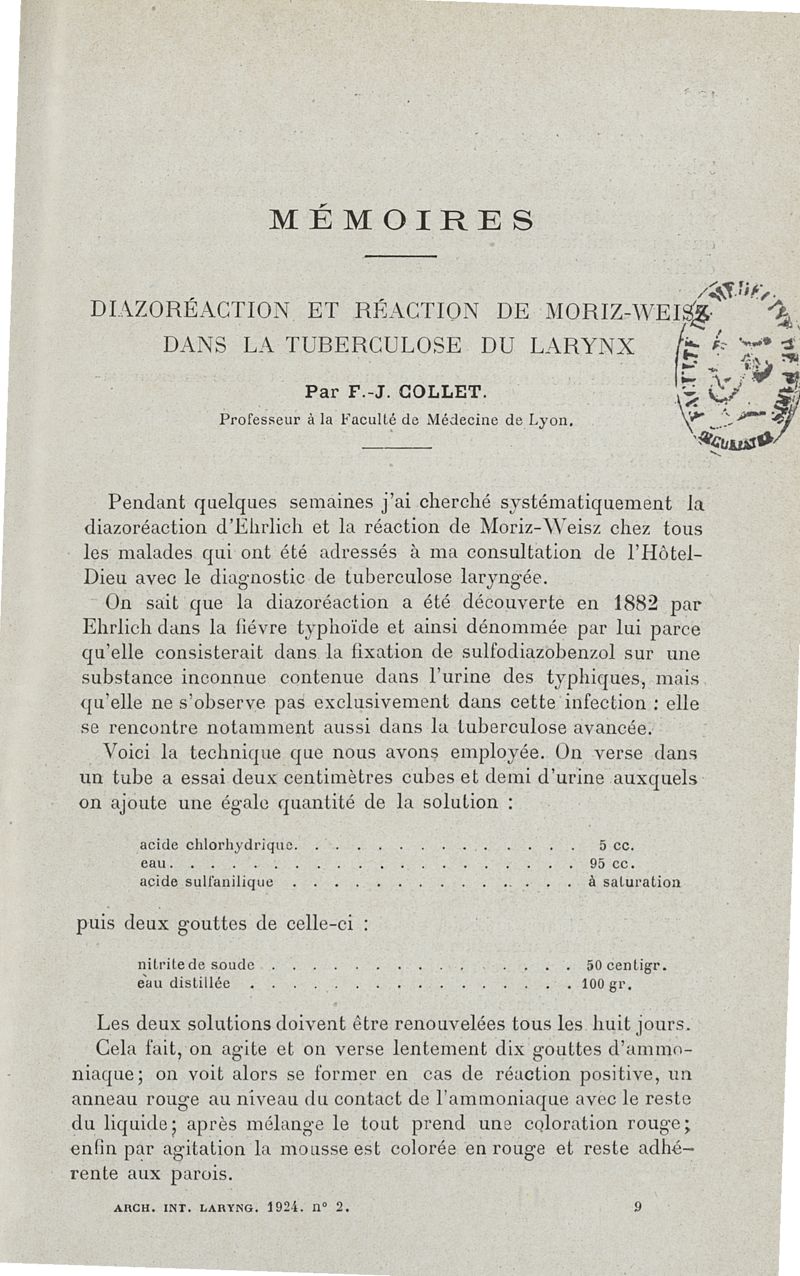 MÉMOIRES
DIAZORÉACTION ET RÉACTION DE MORIZ-WEISZ
DANS LA TUBERCULOSE DU LARYNX
Par F.-J. COLLET.
Professeur à la Faculté de Médecine de Lyon.
Pendant quelques semaines j'ai cherché systématiquement la
diazoréaction d'Ehrlich et la réaction de Moriz-Weisz chez tous
les malades qui ont été adressés à ma consultation de l'Hôtel-
Dieu avec le diagnostic de tuberculose laryngée.
On sait que la diazoréaction a été découverte en 1882 par
Ehrlich dans la fiévre typhoïde et ainsi dénommée par lui parce
qu'elle consisterait dans la fixation de sulfodiazobenzol sur une
substance inconnue contenue dans l'urine des typhiques, mais
qu'elle ne s'observe pas exclusivement dans cette infection : elle
se rencontre notamment aussi dans la tuberculose avancée.
Voici la technique que nous avons employée. On verse dans
un tube a essai deux centimètres cubes et demi d'urine auxquels
on ajoute une égale quantité de la solution :
acide chlorhydrique. . . . . . . . . . . . . . 5 cc.
eau. . . . . . . . . . . . . . . . . . . . 95 cc.
acide sulfanilique . . . . . . . . . . . . . . à saturation
puis deux gouttes de celle-ci :
nitrite de soude . . . . . . . . . . . . . . 50 centigr.
eau distillée . . . . . . . . . . . . . . . . 100 gr.
Les deux solutions doivent être renouvelées tous les huit jours.
Cela fait, on agite et on verse lentement dix gouttes d'ammo-
niaque; on voit alors se former en cas de réaction positive, un
anneau rouge au niveau du contact de l'ammoniaque avec le reste
du liquide; après mélange le tout prend une coloration rouge;
enfin par agitation la mousse est colorée en rouge et reste adhé-
rente aux parois.
ARCH. INT. LARYNG. 1924. n° 2. 9